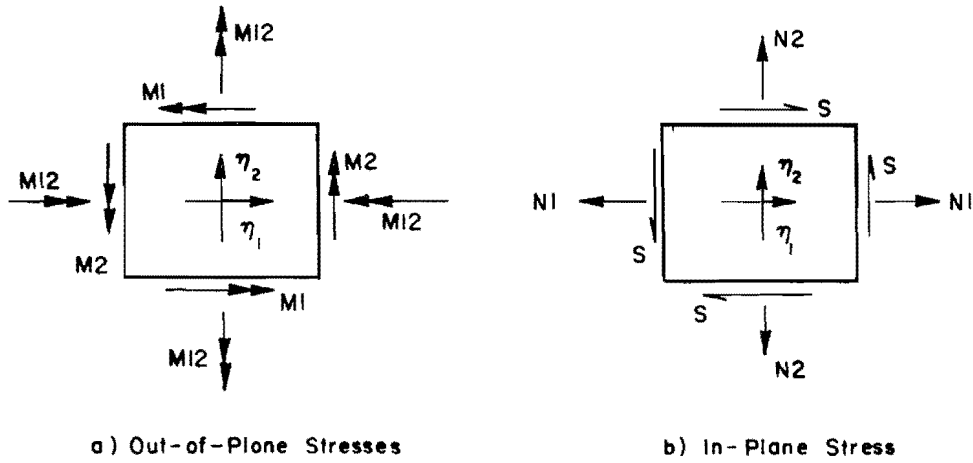 M12
M1
η2
M2
M12
M12
η1
M2
M1
M12
a) Out-of-Plane Stresses
N2
S
η2
S
N1
N1
η1
S
S
N2
b) In-Plane Stress